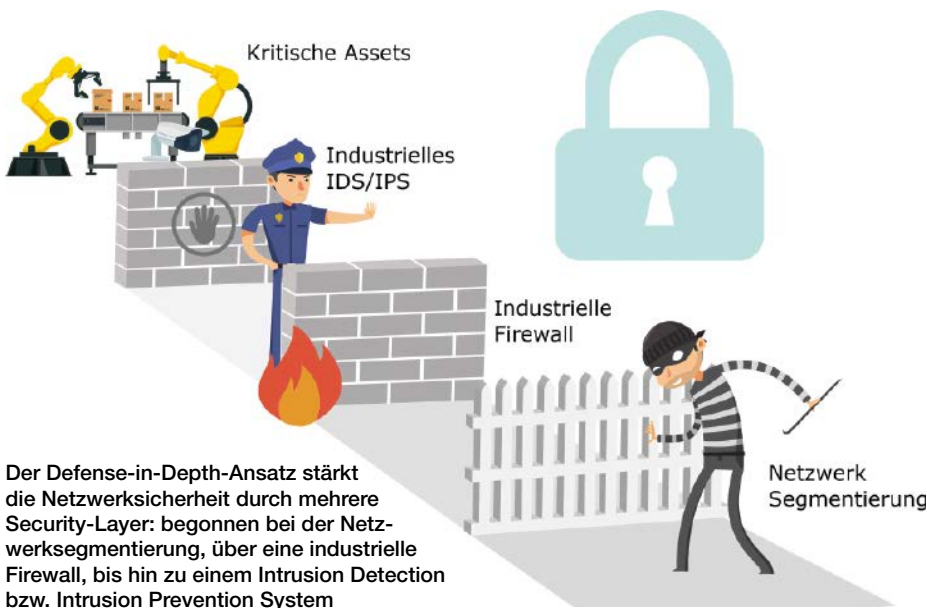 Kritische Assets
Industrielles
IDS/IPS
Industrielle
Firewall
Netzwerk
Segmentierung
Der Defense-in-Depth-Ansatz stärkt
die Netzwerksicherheit durch mehrere
Security-Layer: begonnen bei der Netz-
werksegmentierung, über eine industrielle
Firewall, bis hin zu einem Intrusion Detection
bzw. Intrusion Prevention System